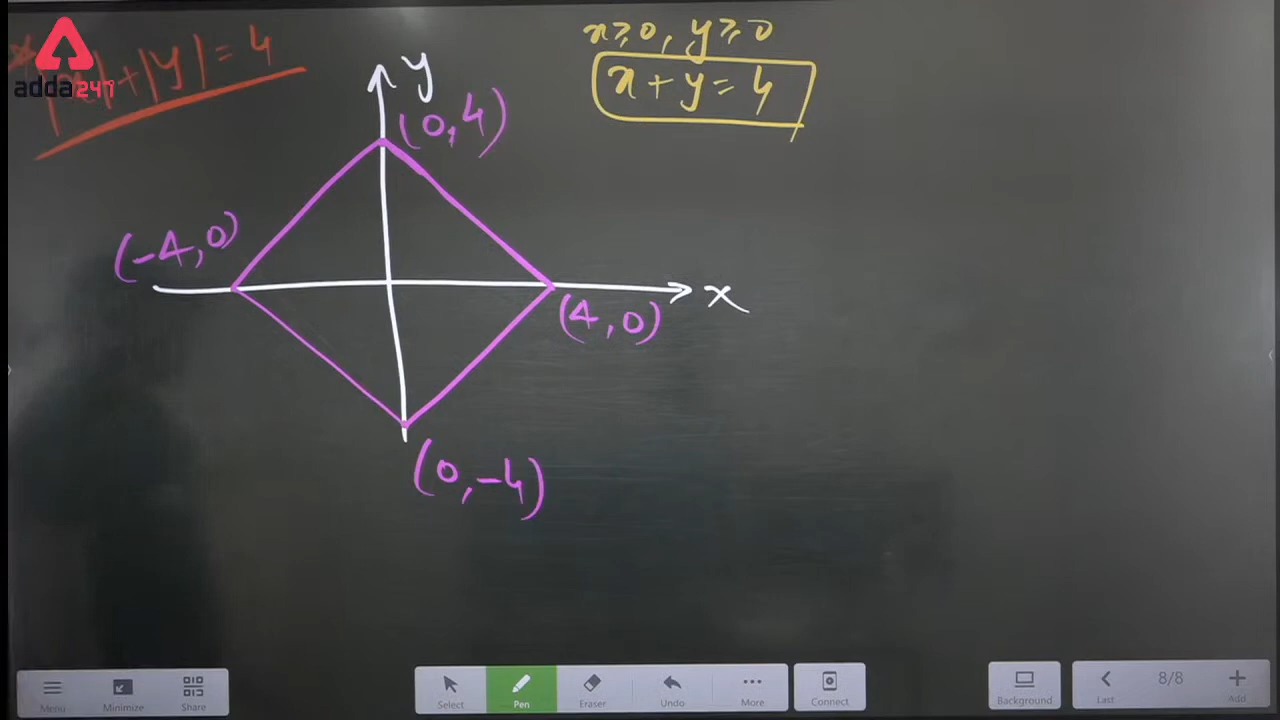 |x|+|y|=4
adda247
x≥0, y≥0
x+y=4
y
(0,4)
(-4,0)
x
(4,0)
(0,-4)
Menu
Minimize
Share
Select
Pen
Eraser
Undo
More
Connect
Background
Last
8/8
Add